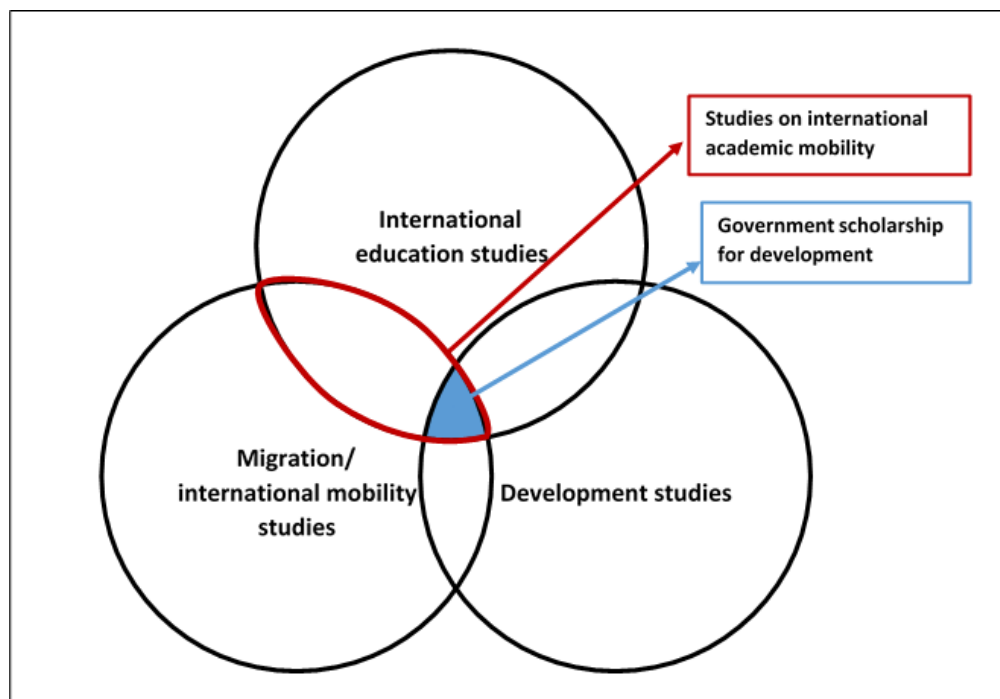 Studies on international
academic mobility
International
education studies
Government scholarship
for development
Migration/
international mobility
studies
Development studies